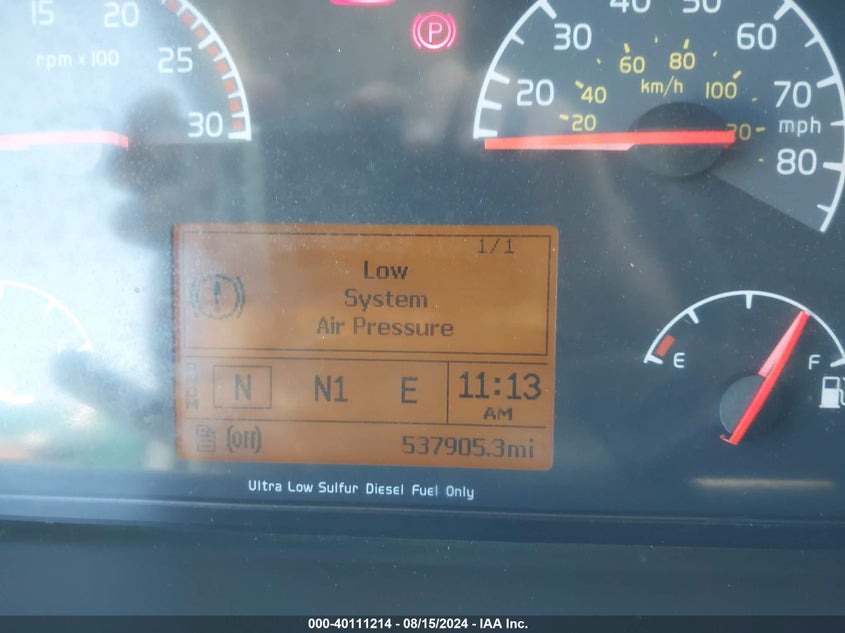 15
20
rpm x 100
25
30
P
20
30
40
50
60
70
80
mph
20
40
60
80
100
km/h
1/1
Low
System
Air Pressure
N
N1
E
11:13
AM
(OFF)
537905.3mi
E
F
Ultra Low Sulfur Diesel Fuel Only
000-40111214 - 08/15/2024 - IAA Inc.